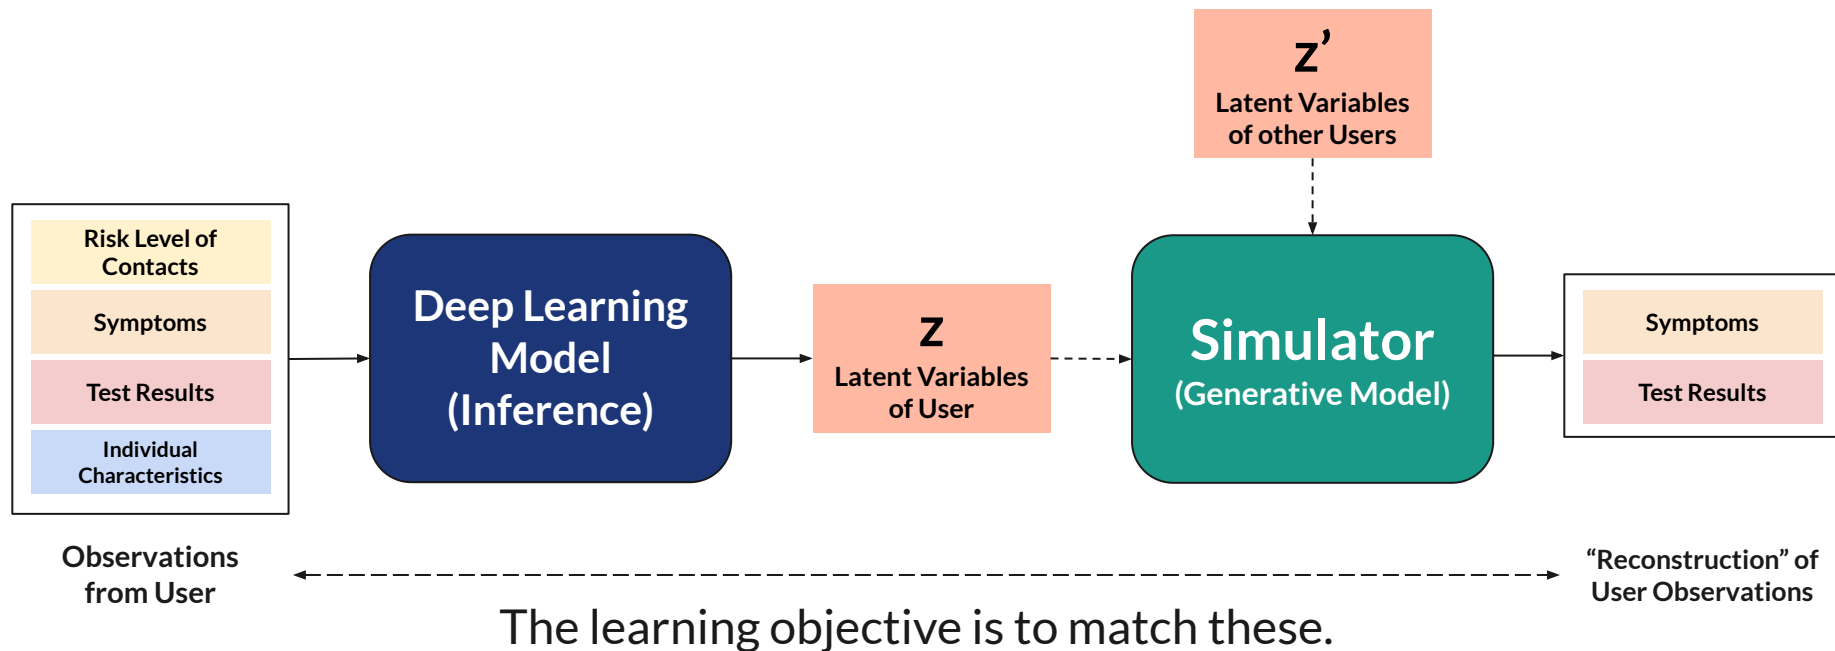 Risk Level of
Contacts
Symptoms
Test Results
Individual
Characteristics
Observations
from User
Deep Learning
Model
(Inference)
z
Latent Variables
of User
z’
Latent Variables
of other Users
Simulator
(Generative Model)
Symptoms
Test Results
“Reconstruction” of
User Observations
The learning objective is to match these.